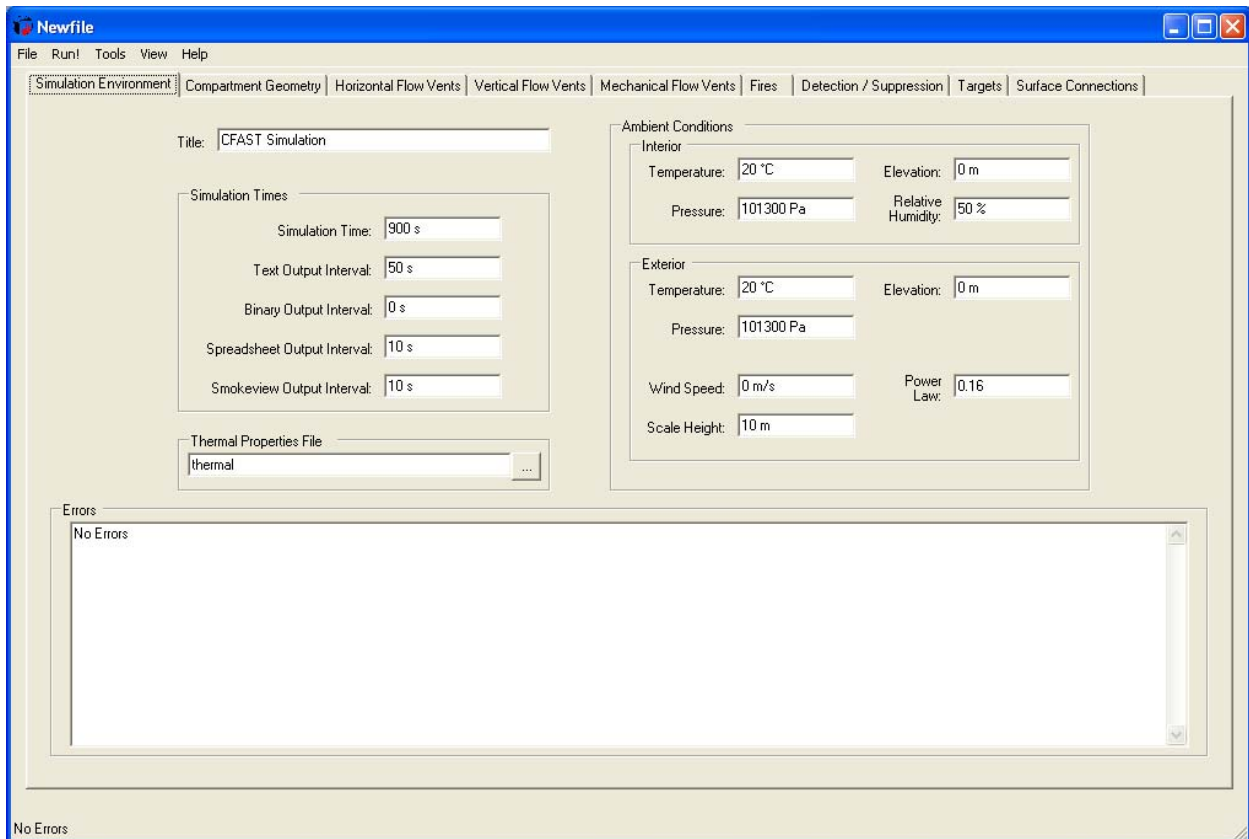 Newfile
File Run! Tools View Help
Simulation Environment Compartment Geometry Horizontal Flow Vents Vertical Flow Vents Mechanical Flow Vents Fires Detection / Suppression Targets Surface Connections
Title: CFAST Simulation
Simulation Times
Simulation Time: 900 s
Text Output Interval: 50 s
Binary Output Interval: 0 s
Spreadsheet Output Interval: 10 s
Smokeview Output Interval: 10 s
Thermal Properties File
thermal ...
Ambient Conditions
Interior
Temperature: 20 °C Elevation: 0 m
Pressure: 101300 Pa Relative Humidity: 50 %
Exterior
Temperature: 20 °C Elevation: 0 m
Pressure: 101300 Pa
Wind Speed: 0 m/s Power Law: 0.16
Scale Height: 10 m
Errors
No Errors
No Errors